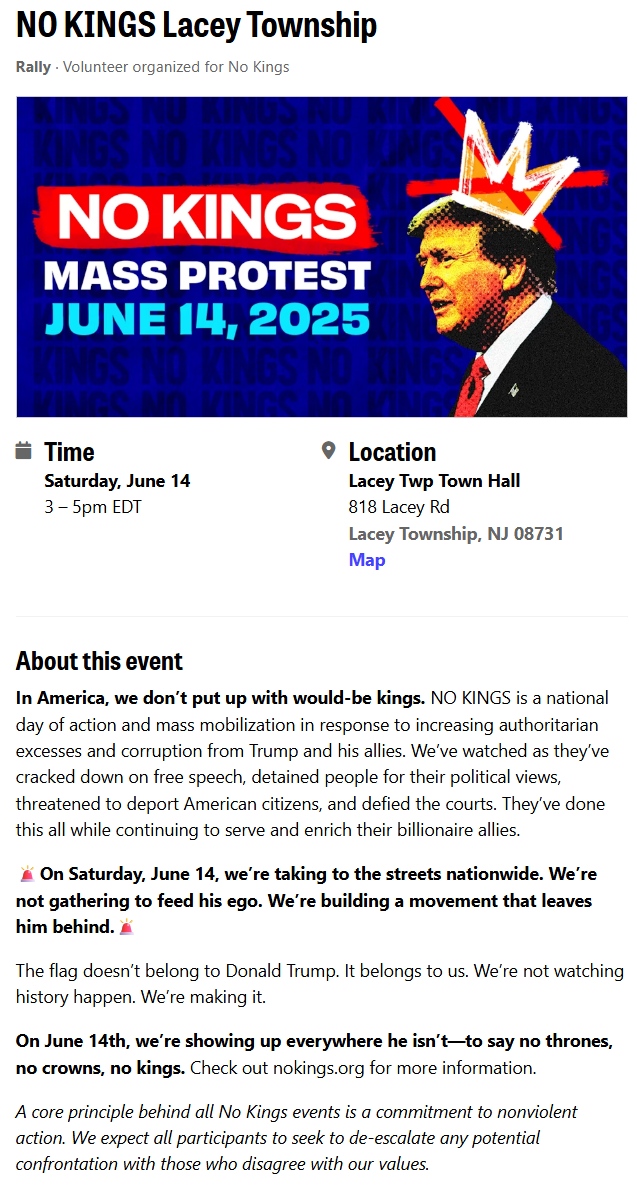 NO KINGS Lacey Township
Rally · Volunteer organized for No Kings
NO KINGS
MASS PROTEST
JUNE 14, 2025
Time
Saturday, June 14
3 – 5pm EDT
Location
Lacey Twp Town Hall
818 Lacey Rd
Lacey Township, NJ 08731
Map
About this event
In America, we don’t put up with would-be kings. NO KINGS is a national
day of action and mass mobilization in response to increasing authoritarian
excesses and corruption from Trump and his allies. We’ve watched as they’ve
cracked down on free speech, detained people for their political views,
threatened to deport American citizens, and defied the courts. They’ve done
this all while continuing to serve and enrich their billionaire allies.
🚨 On Saturday, June 14, we’re taking to the streets nationwide. We’re
not gathering to feed his ego. We’re building a movement that leaves
him behind. 🚨
The flag doesn’t belong to Donald Trump. It belongs to us. We’re not watching
history happen. We’re making it.
On June 14th, we’re showing up everywhere he isn’t—to say no thrones,
no crowns, no kings. Check out nokings.org for more information.
A core principle behind all No Kings events is a commitment to nonviolent
action. We expect all participants to seek to de-escalate any potential
confrontation with those who disagree with our values.